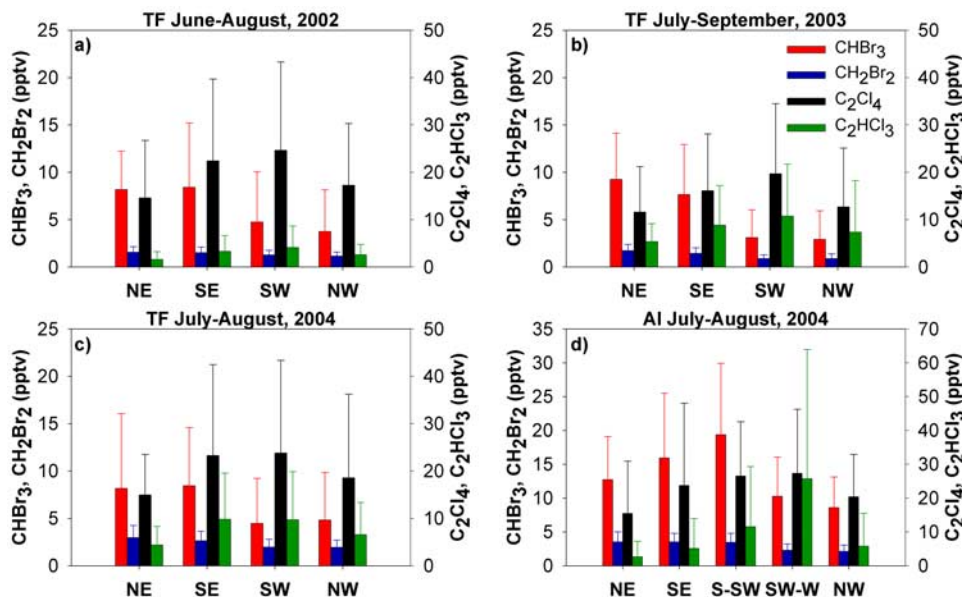 TF June-August, 2002
a)
25
20
15
10
5
0
CHBr3, CH2Br2 (pptv)
50
40
30
20
10
0
C2Cl4, C2HCl3 (pptv)
NE SE SW NW
TF July-September, 2003
b)
25
20
15
10
5
0
CHBr3, CH2Br2 (pptv)
CHBr3
CH2Br2
C2Cl4
C2HCl3
50
40
30
20
10
0
C2Cl4, C2HCl3 (pptv)
NE SE SW NW
TF July-August, 2004
c)
25
20
15
10
5
0
CHBr3, CH2Br2 (pptv)
50
40
30
20
10
0
C2Cl4, C2HCl3 (pptv)
NE SE SW NW
AI July-August, 2004
d)
35
30
25
20
15
10
5
0
CHBr3, CH2Br2 (pptv)
70
60
50
40
30
20
10
0
C2Cl4, C2HCl3 (pptv)
NE SE S-SW SW-W NW